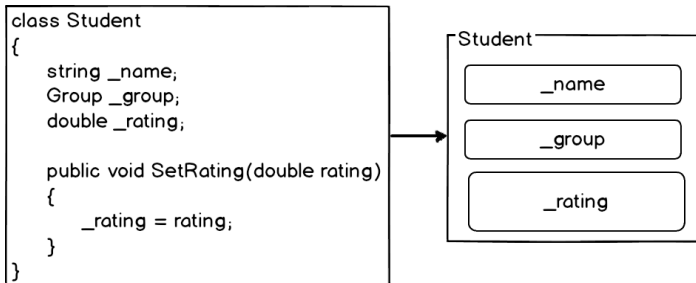 class Student
{
string _name;
Group _group;
double _rating;
public void SetRating(double rating)
{
_rating = rating;
}
}
Student
_name
_group
_rating